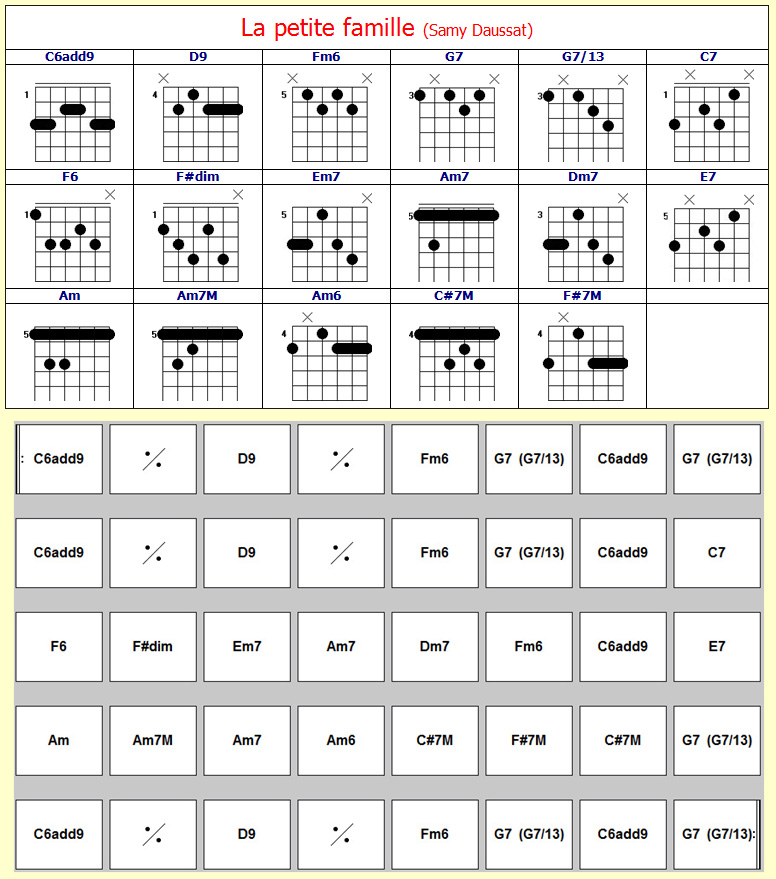 La petite famille (Samy Daussat)
C6add9 D9 Fm6 G7 G7/13 C7
1 4 5 3 3 1
F6 F#dim Em7 Am7 Dm7 E7
1 1 5 5 3 5
Am Am7M Am6 C#7M F#7M
5 5 4 4 4
: C6add9 ٪ D9 ٪ Fm6 G7 (G7/13) C6add9 G7 (G7/13)
C6add9 ٪ D9 ٪ Fm6 G7 (G7/13) C6add9 C7
F6 F#dim Em7 Am7 Dm7 Fm6 C6add9 E7
Am Am7M Am7 Am6 C#7M F#7M C#7M G7 (G7/13)
C6add9 ٪ D9 ٪ Fm6 G7 (G7/13) C6add9 G7 (G7/13):